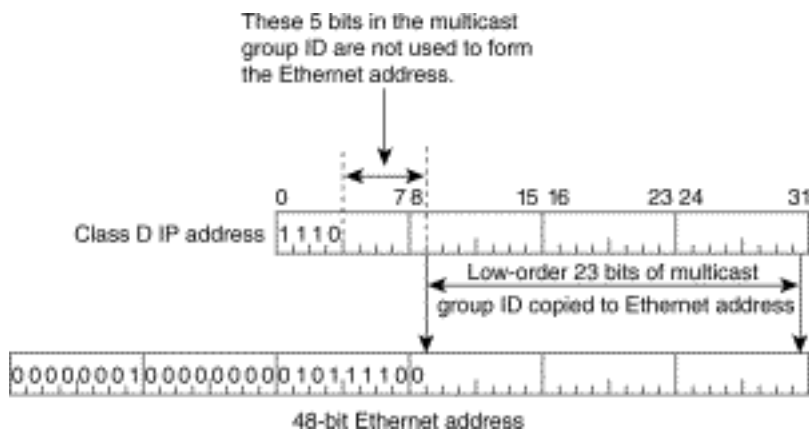 These 5 bits in the multicast
group ID are not used to form
the Ethernet address.
0 7 8 15 16 23 24 31
Class D IP address 1 1 1 0
Low-order 23 bits of multicast
group ID copied to Ethernet address
0 0 0 0 0 0 0 1 0 0 0 0 0 0 0 0 0 1 0 1 1 1 1 0 0
48-bit Ethernet address